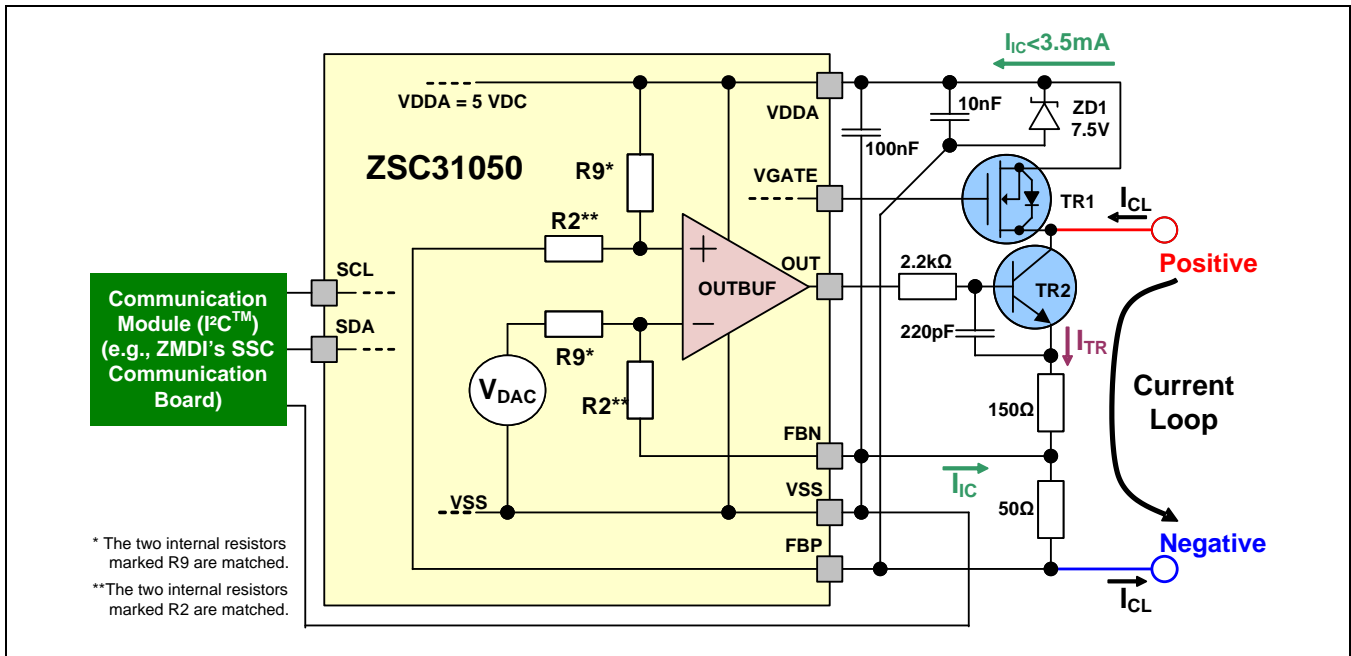 I_IC<3.5mA
VDDA = 5 VDC
VDDA
10nF
ZD1
7.5V
100nF
ZSC31050
R9*
VGATE
TR1
I_CL
R2**
Positive
OUT
2.2kΩ
SCL
OUTBUF
TR2
Communication
Module (I²C™)
(e.g., ZMDI's SSC
Communication
Board)
SDA
220pF
I_TR
R9*
V_DAC
R2**
150Ω
Current
Loop
FBN
I_IC
VSS
VSS
50Ω
Negative
FBP
I_CL
* The two internal resistors
marked R9 are matched.
**The two internal resistors
marked R2 are matched.